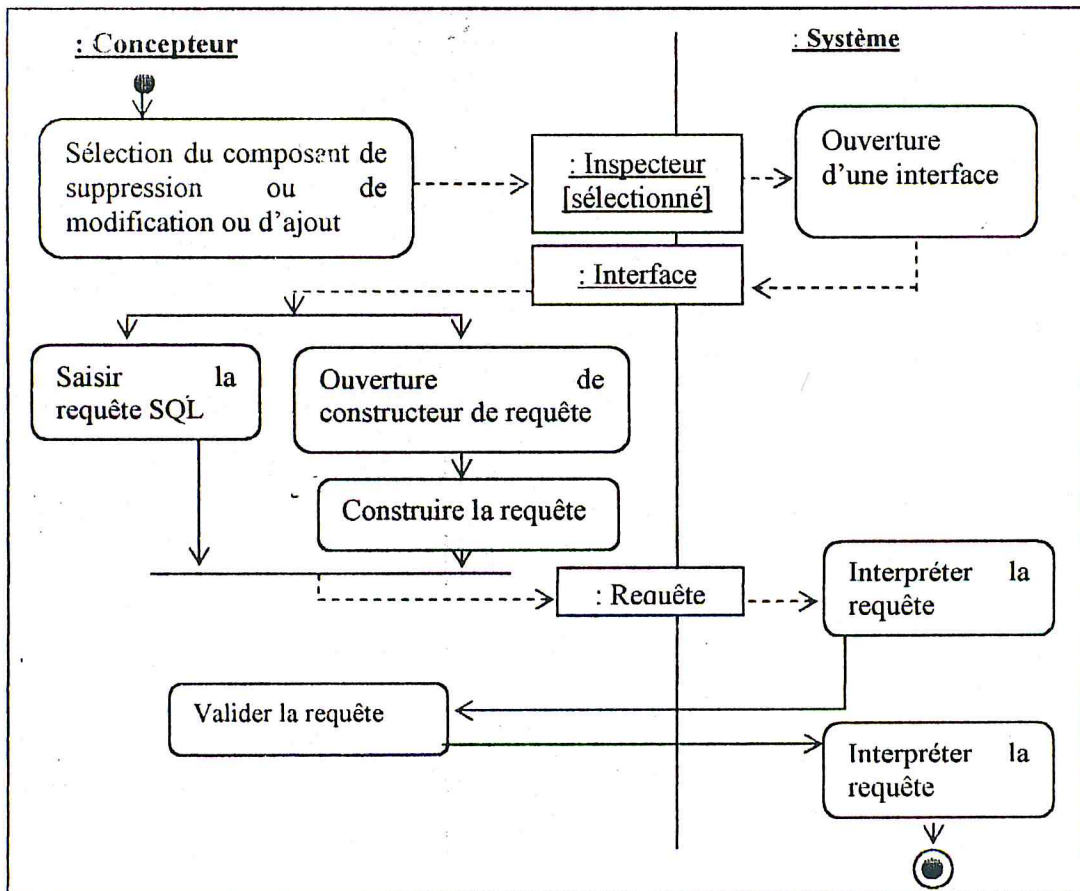 : Concepteur
: Système
Sélection du composant de
suppression ou de
modification ou d'ajout
: Inspecteur
[sélectionné]
Ouverture
d'une interface
: Interface
Saisir la
requête SQL
Ouverture de
constructeur de requête
Construire la requête
: Requête
Interpréter la
requête
Valider la requête
Interpréter la
requête